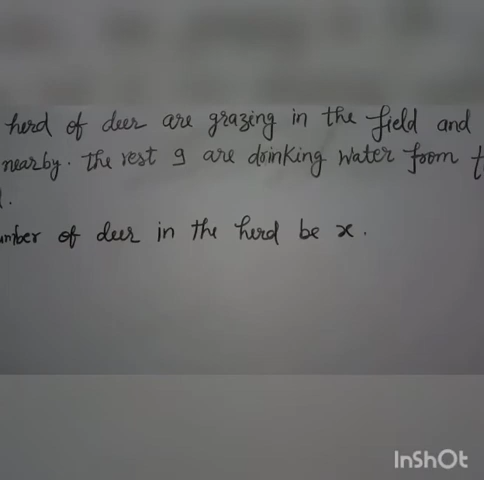 herd of deer are grazing in the field and
nearby. The rest 9 are drinking water from
umber of deer in the herd be x.
InShOt